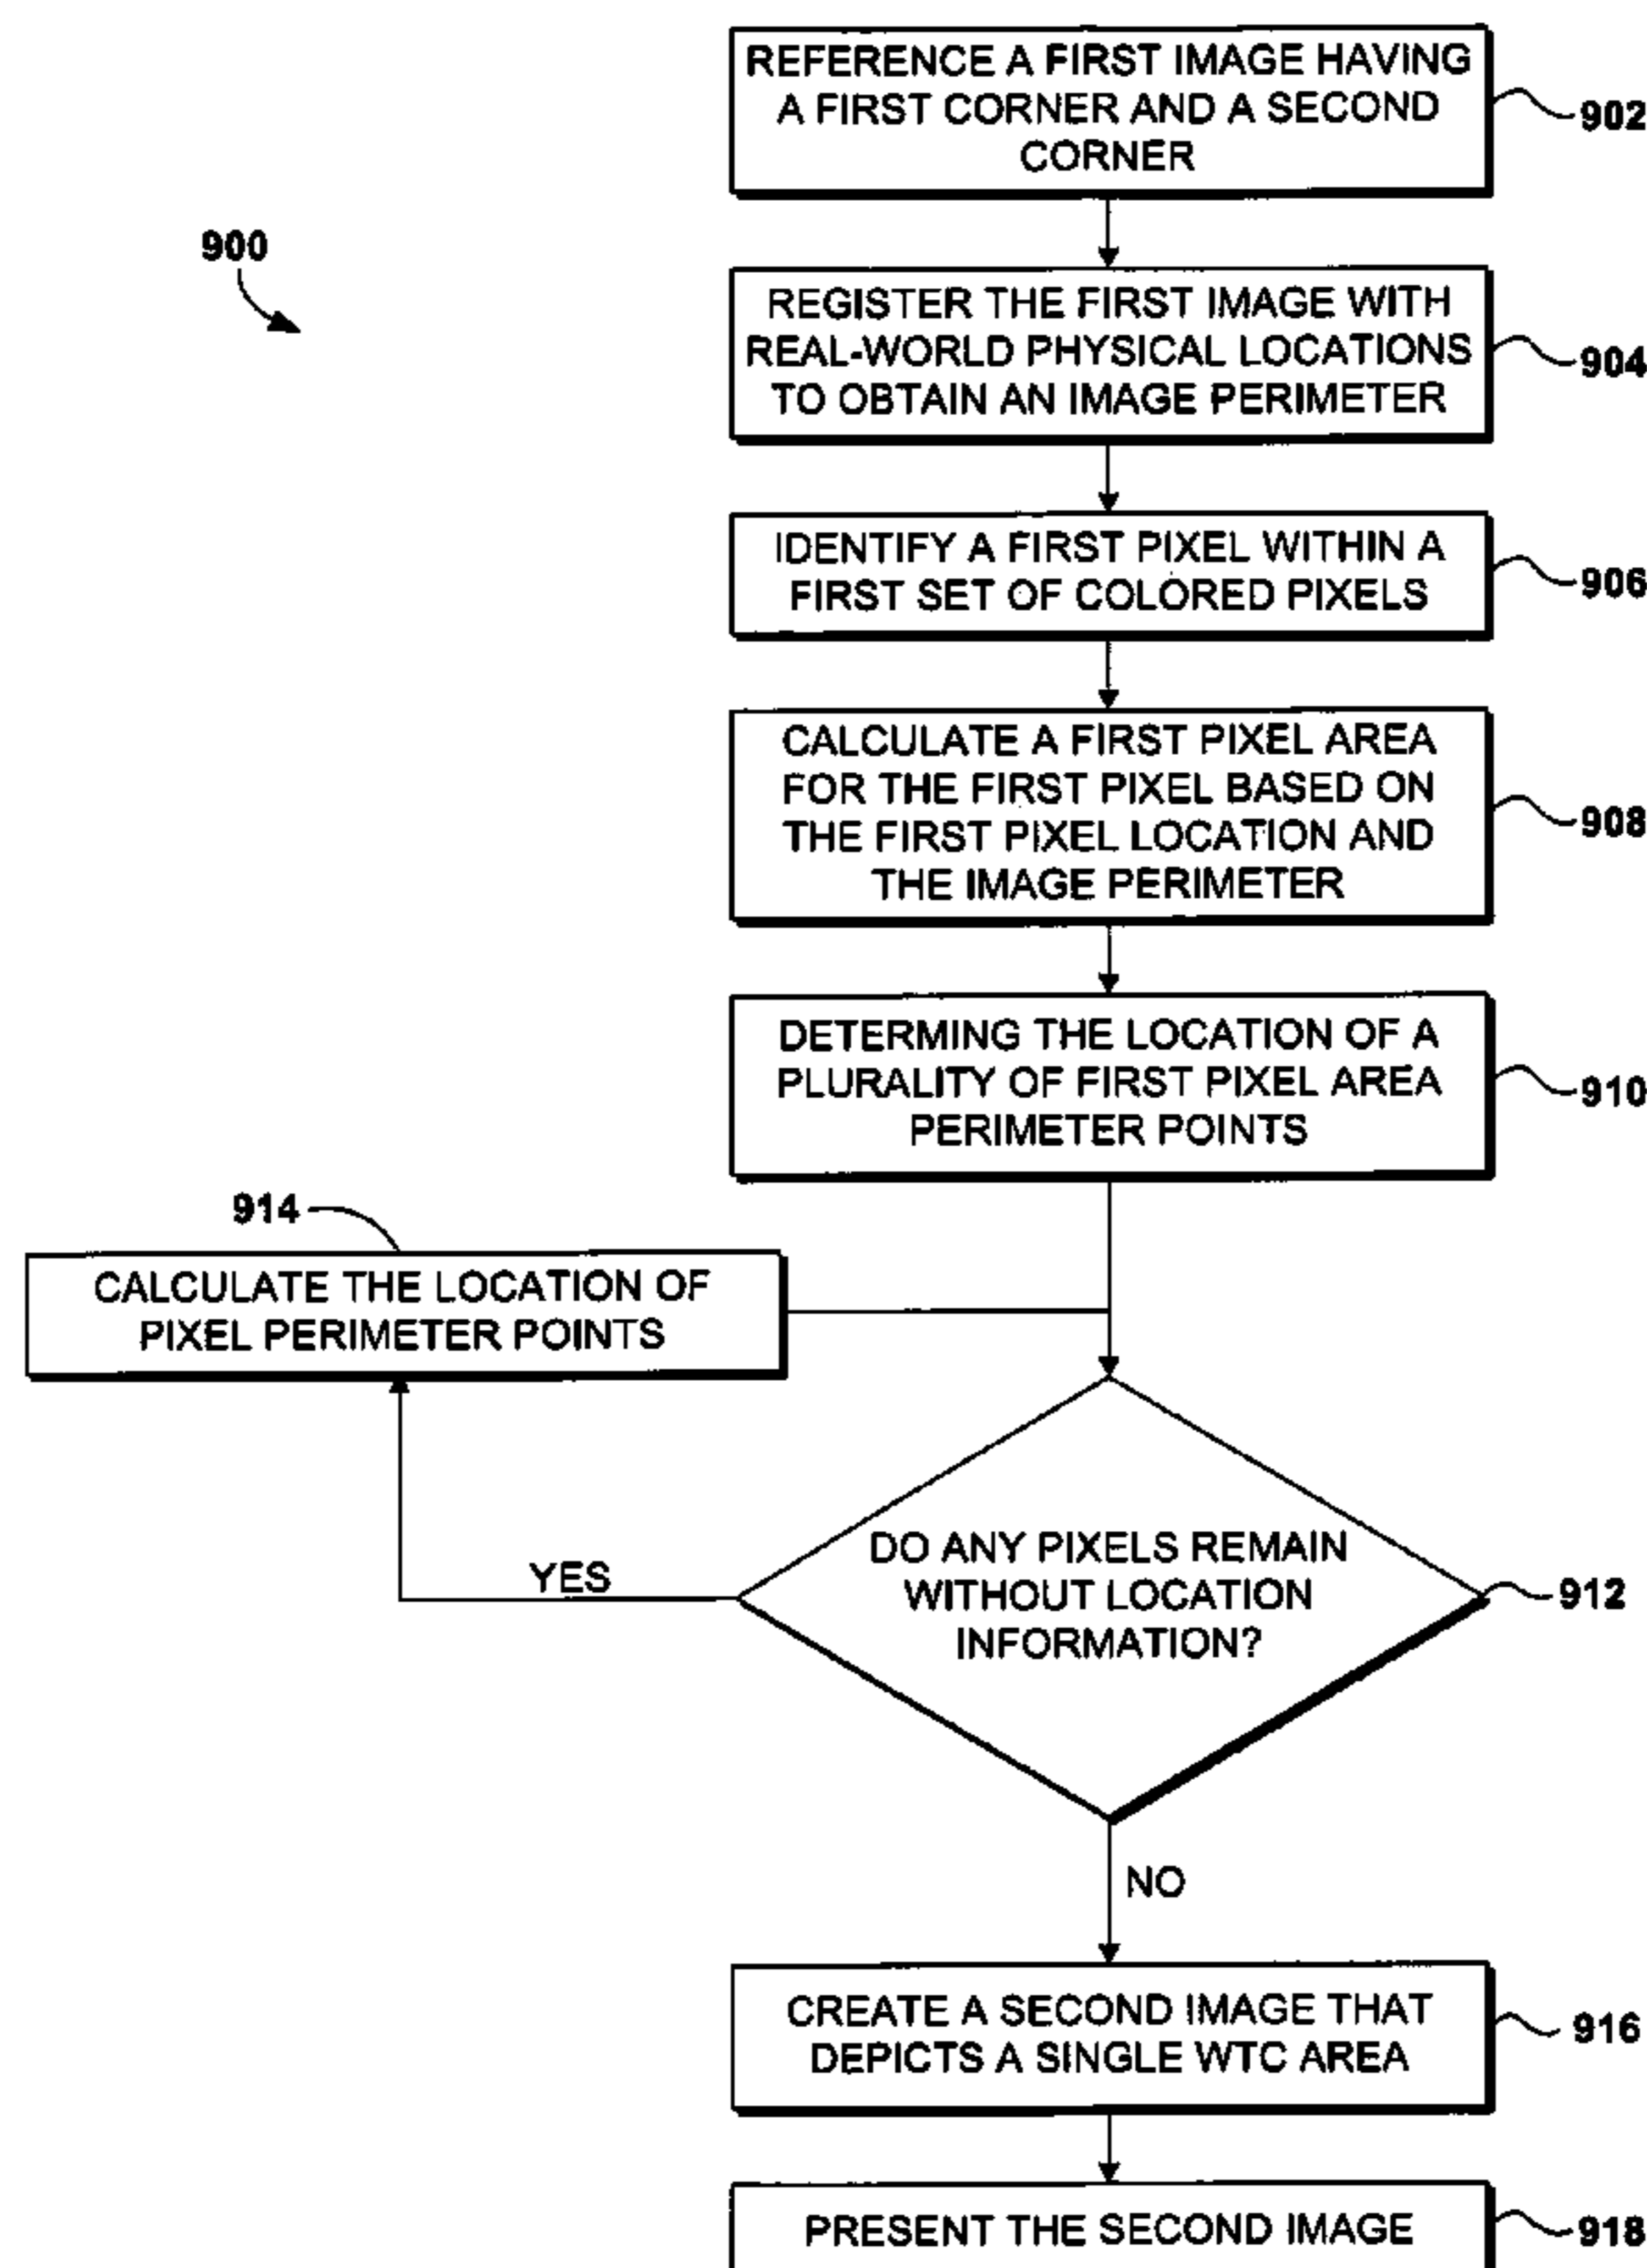 REFERENCE A FIRST IMAGE HAVING
A FIRST CORNER AND A SECOND
CORNER
902
900
REGISTER THE FIRST IMAGE WITH
REAL-WORLD PHYSICAL LOCATIONS
TO OBTAIN AN IMAGE PERIMETER
904
IDENTIFY A FIRST PIXEL WITHIN A
FIRST SET OF COLORED PIXELS
906
CALCULATE A FIRST PIXEL AREA
FOR THE FIRST PIXEL BASED ON
THE FIRST PIXEL LOCATION AND
THE IMAGE PERIMETER
908
DETERMING THE LOCATION OF A
PLURALITY OF FIRST PIXEL AREA
PERIMETER POINTS
910
914
CALCULATE THE LOCATION OF
PIXEL PERIMETER POINTS
DO ANY PIXELS REMAIN
WITHOUT LOCATION
INFORMATION?
912
YES
NO
CREATE A SECOND IMAGE THAT
DEPICTS A SINGLE WTC AREA
916
PRESENT THE SECOND IMAGE
918